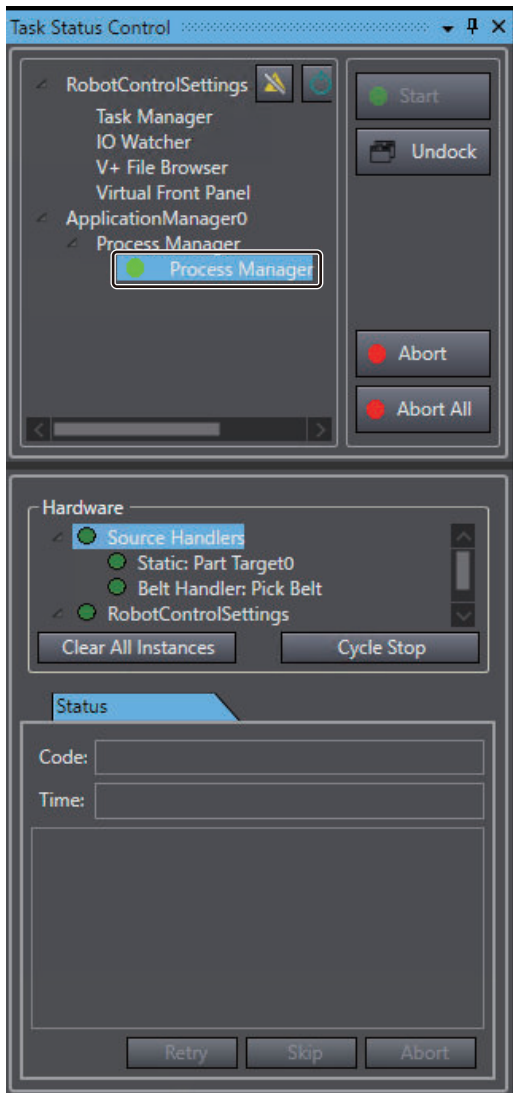 Task Status Control
RobotControlSettings
Start
Task Manager
IO Watcher
Undock
V+ File Browser
Virtual Front Panel
ApplicationManager0
Process Manager
Process Manager
Abort
Abort All
Hardware
Source Handlers
Static: Part Target0
Belt Handler: Pick Belt
RobotControlSettings
Clear All Instances
Cycle Stop
Status
Code:
Time:
Retry
Skip
Abort